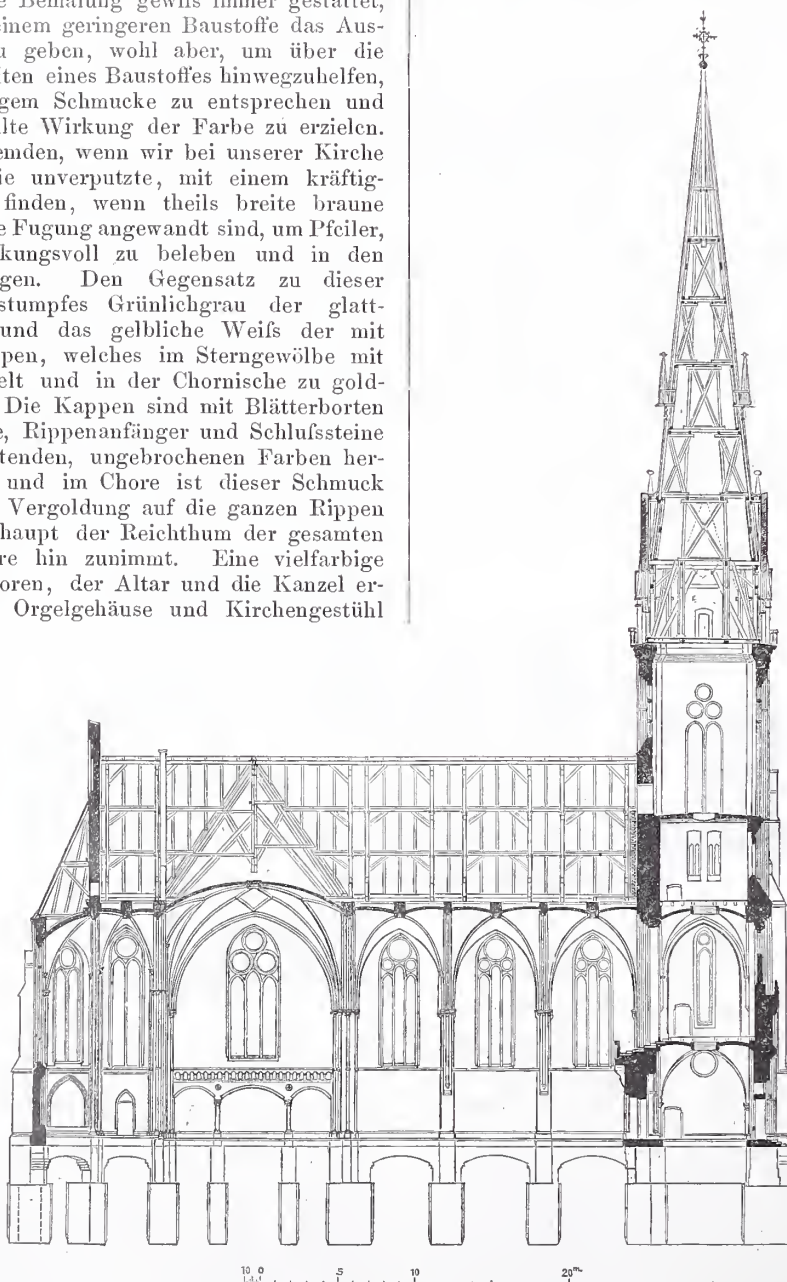 e Bemalung gewiſs immer gestattet,
einem geringeren Baustoffe das Aus-
u geben, wohl aber, um über die
iten eines Baustoffes hinwegzuhelfen,
gem Schmucke zu entsprechen und
lte Wirkung der Farbe zu erzielen.
emden, wenn wir bei unserer Kirche
ie unverputzte, mit einem kräftig-
finden, wenn theils breite braune
e Fugung angewandt sind, um Pfeiler,
kungsvoll zu beleben und in den
gen. Den Gegensatz zu dieser
stumpfes Grünlichgrau der glatt-
und das gelbliche Weiſs der mit
ppen, welches im Sterngewölbe mit
elt und in der Chornische zu gold-
Die Kappen sind mit Blätterborten
e, Rippenanfänger und Schluſssteine
tenden, ungebrochenen Farben her-
und im Chore ist dieser Schmuck
Vergoldung auf die ganzen Rippen
haupt der Reichthum der gesamten
re hin zunimmt. Eine vielfarbige
oren, der Altar und die Kanzel er-
Orgelgehäuse und Kirchengestühl
10 0 5 10 20m.